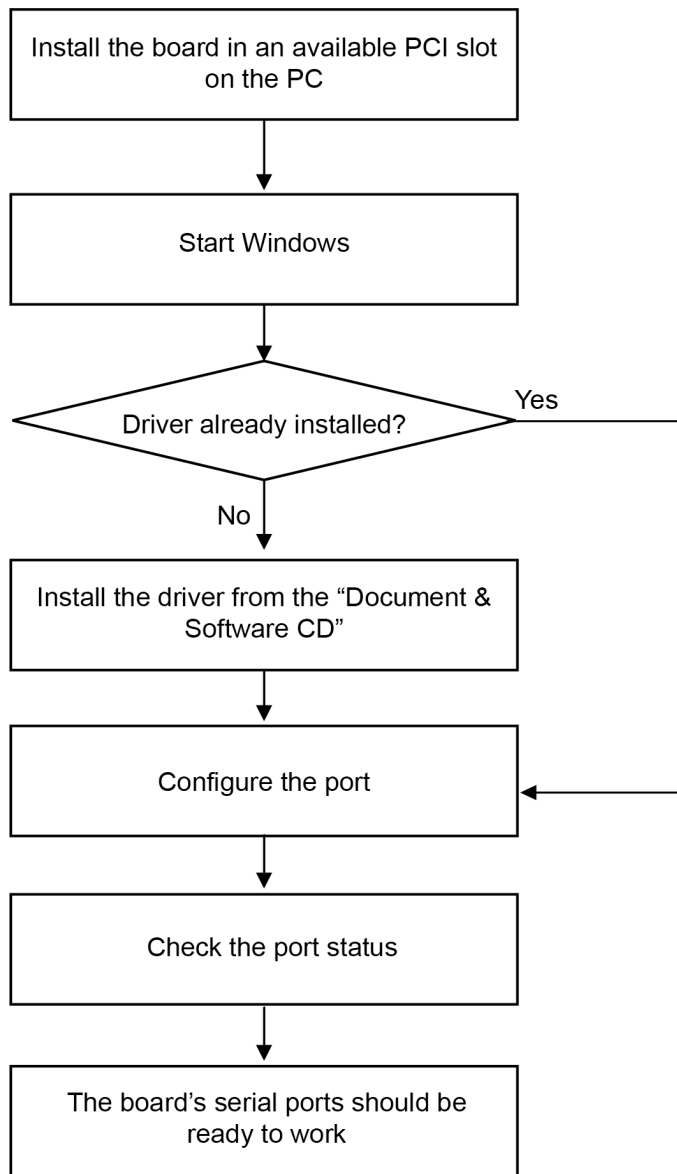 Install the board in an available PCI slot
on the PC
Start Windows
Driver already installed?
Yes
No
Install the driver from the “Document &
Software CD”
Configure the port
Check the port status
The board’s serial ports should be
ready to work